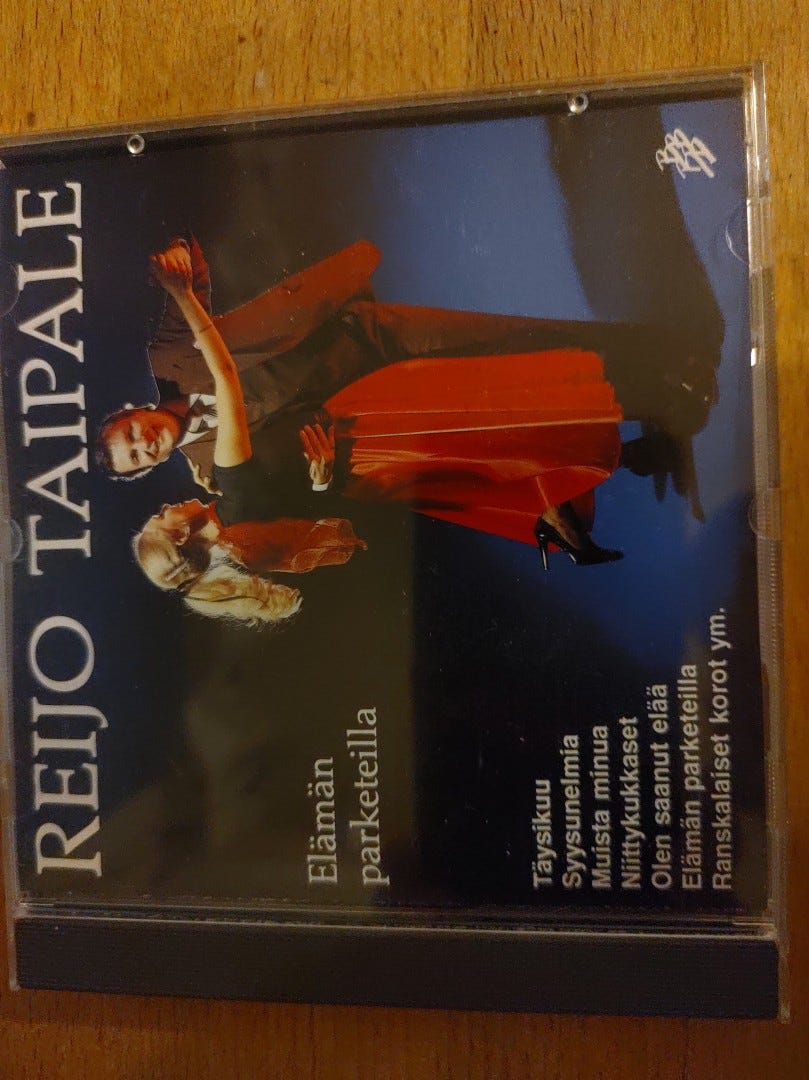 REIJO TAIPALE
Elämän
parketeilla
Täysikuu
Syysunelmia
Muista minua
Niittykukkaset
Olen saanut elää
Elämän parketeilla
Ranskalaiset korot ym.